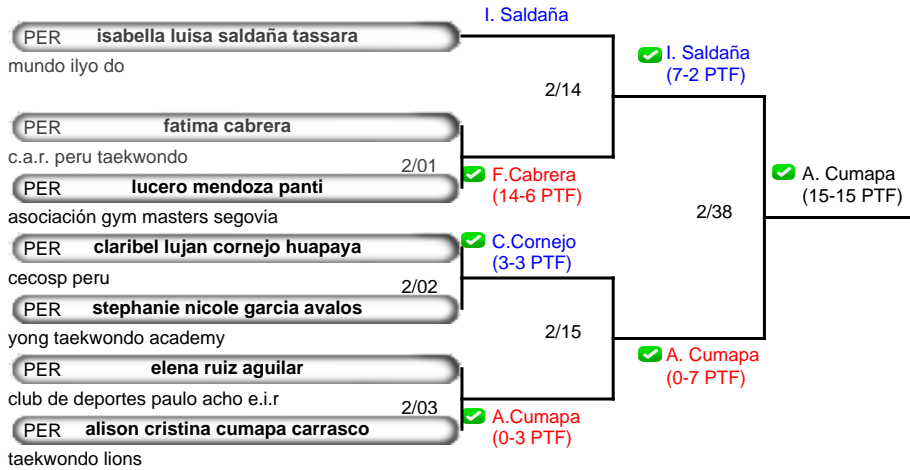 I. Saldaña
PER isabella luisa saldaña tassara
mundo ilyo do
I. Saldaña
(7-2 PTF)
2/14
PER fatima cabrera
c.a.r. peru taekwondo
2/01
F.Cabrera
(14-6 PTF)
PER lucero mendoza panti
asociación gym masters segovia
A. Cumapa
(15-15 PTF)
2/38
PER claribel lujan cornejo huapaya
cecosp peru
C.Cornejo
(3-3 PTF)
2/02
PER stephanie nicole garcia avalos
yong taekwondo academy
2/15
A. Cumapa
(0-7 PTF)
PER elena ruiz aguilar
club de deportes paulo acho e.i.r
2/03
A.Cumapa
(0-3 PTF)
PER alison cristina cumapa carrasco
taekwondo lions